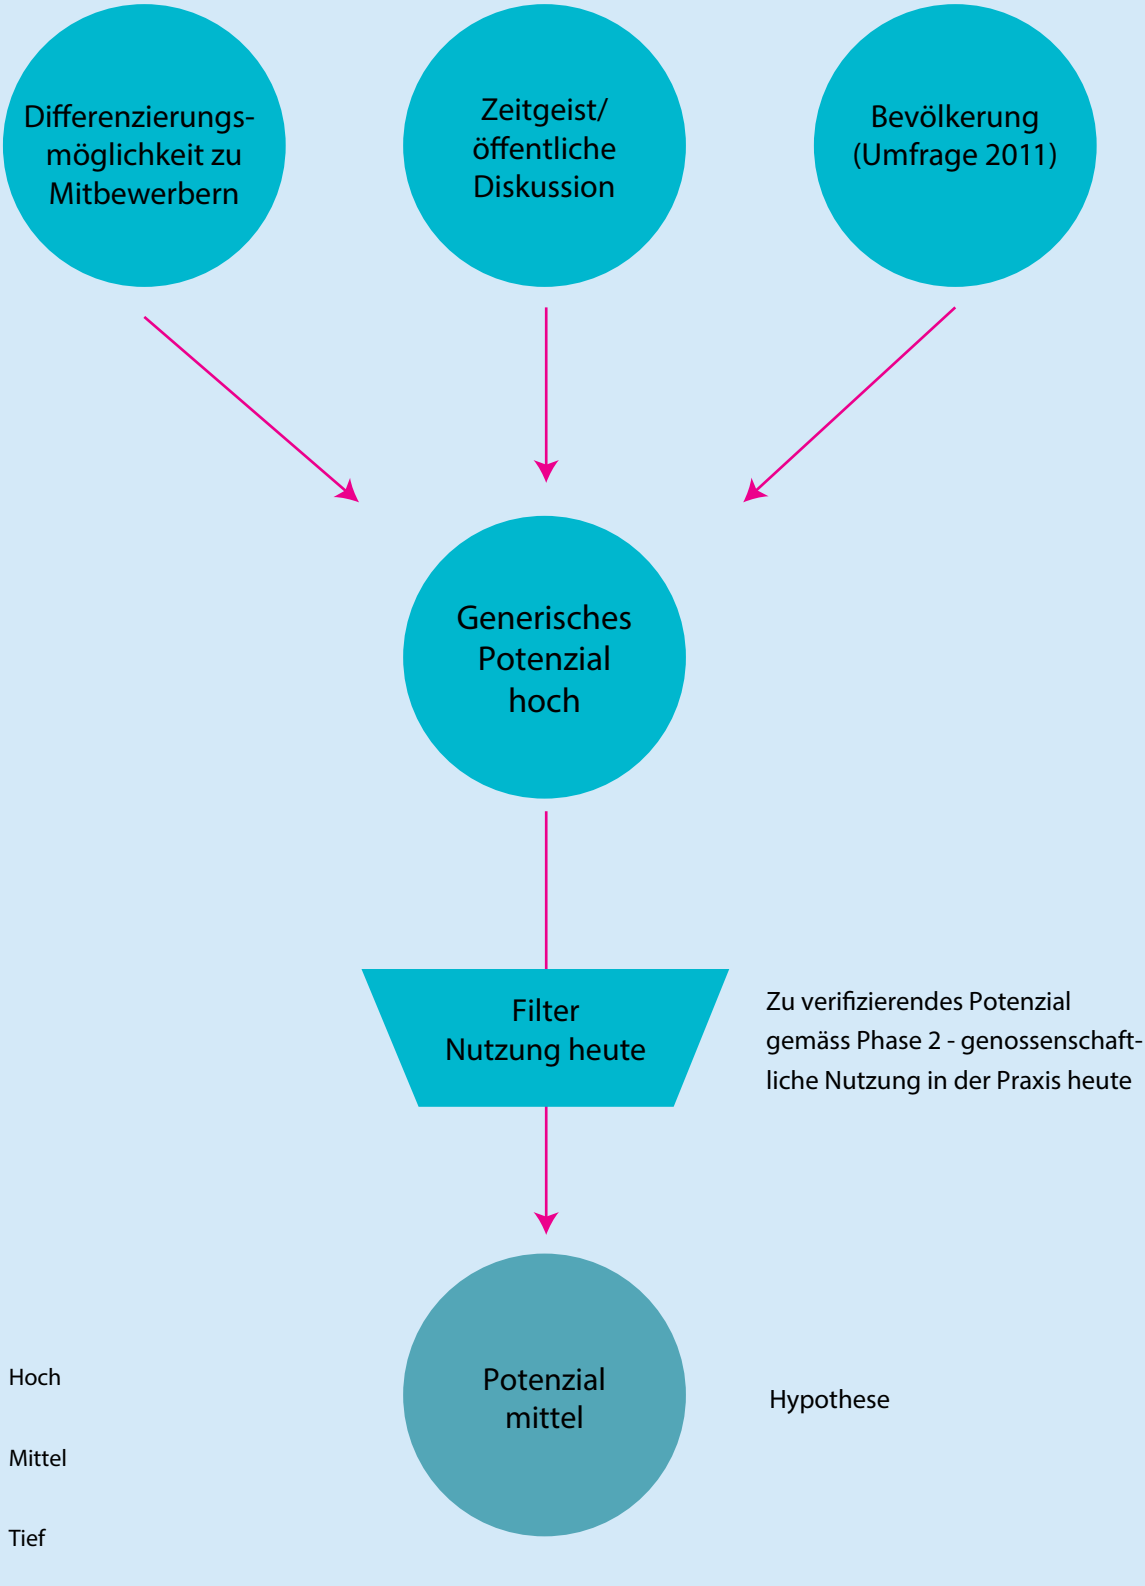 Differenzierungs-
möglichkeit zu
Mitbewerbern
Zeitgeist/
öffentliche
Diskussion
Bevölkerung
(Umfrage 2011)
Generisches
Potenzial
hoch
Filter
Nutzung heute
Zu verifizierendes Potenzial
gemäss Phase 2 - genossenschaft-
liche Nutzung in der Praxis heute
Potenzial
mittel
Hypothese
Hoch
Mittel
Tief